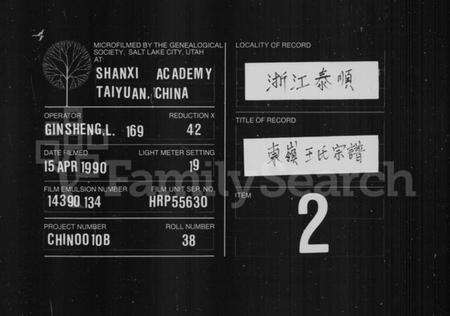 MICROFILMED BY THE GENEALOGICAL
SOCIETY, SALT LAKE CITY, UTAH
AT
SHANXI ACADEMY
TAIYUAN, CHINA
OPERATOR
REDUCTION X
GINSHENG,L. 169
42
DATE FILMED
LIGHT METER SETTING
15 APR 1990
19
FILM EMULSION NUMBER
FILM UNIT SER. NO.
14390 134
HRP55630
PROJECT NUMBER
ROLL NUMBER
CHINOO10B
38
LOCALITY OF RECORD
浙江泰順
TITLE OF RECORD
東嶺王氏宗譜
ITEM
2
FamilySearch